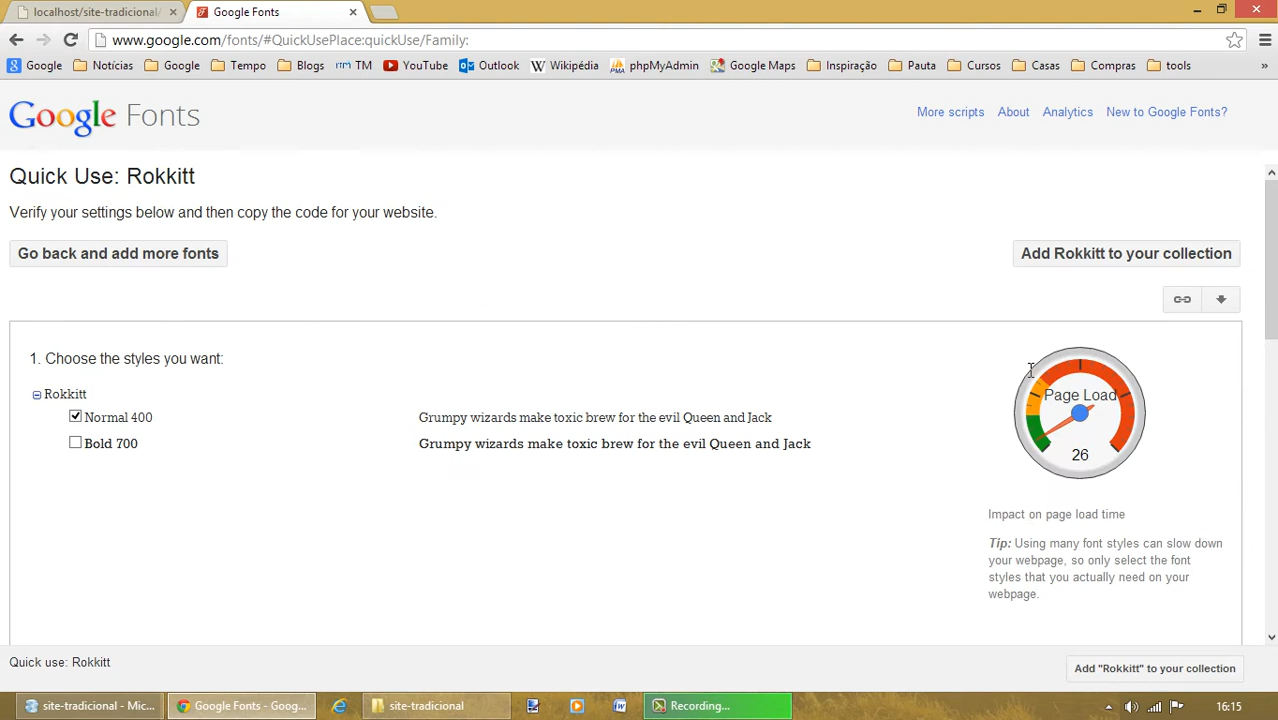 localhost/site-tradicional/
Google Fonts
www.google.com/fonts/#QuickUsePlace:quickUse/Family:
Google Notícias Google Tempo Blogs TM YouTube Outlook Wikipédia phpMyAdmin Google Maps Inspiração Pauta Cursos Casas Compras tools »
Google Fonts
More scripts About Analytics New to Google Fonts?
Quick Use: Rokkitt
Verify your settings below and then copy the code for your website.
Go back and add more fonts
Add Rokkitt to your collection
1. Choose the styles you want:
Rokkitt
Normal 400 Grumpy wizards make toxic brew for the evil Queen and Jack
Bold 700 Grumpy wizards make toxic brew for the evil Queen and Jack
Page Load
26
Impact on page load time
Tip: Using many font styles can slow down
your webpage, so only select the font
styles that you actually need on your
webpage.
Quick use: Rokkitt
Add "Rokkitt" to your collection
site-tradicional - Mic...
Google Fonts - Goog...
site-tradicional
Recording...
16:15